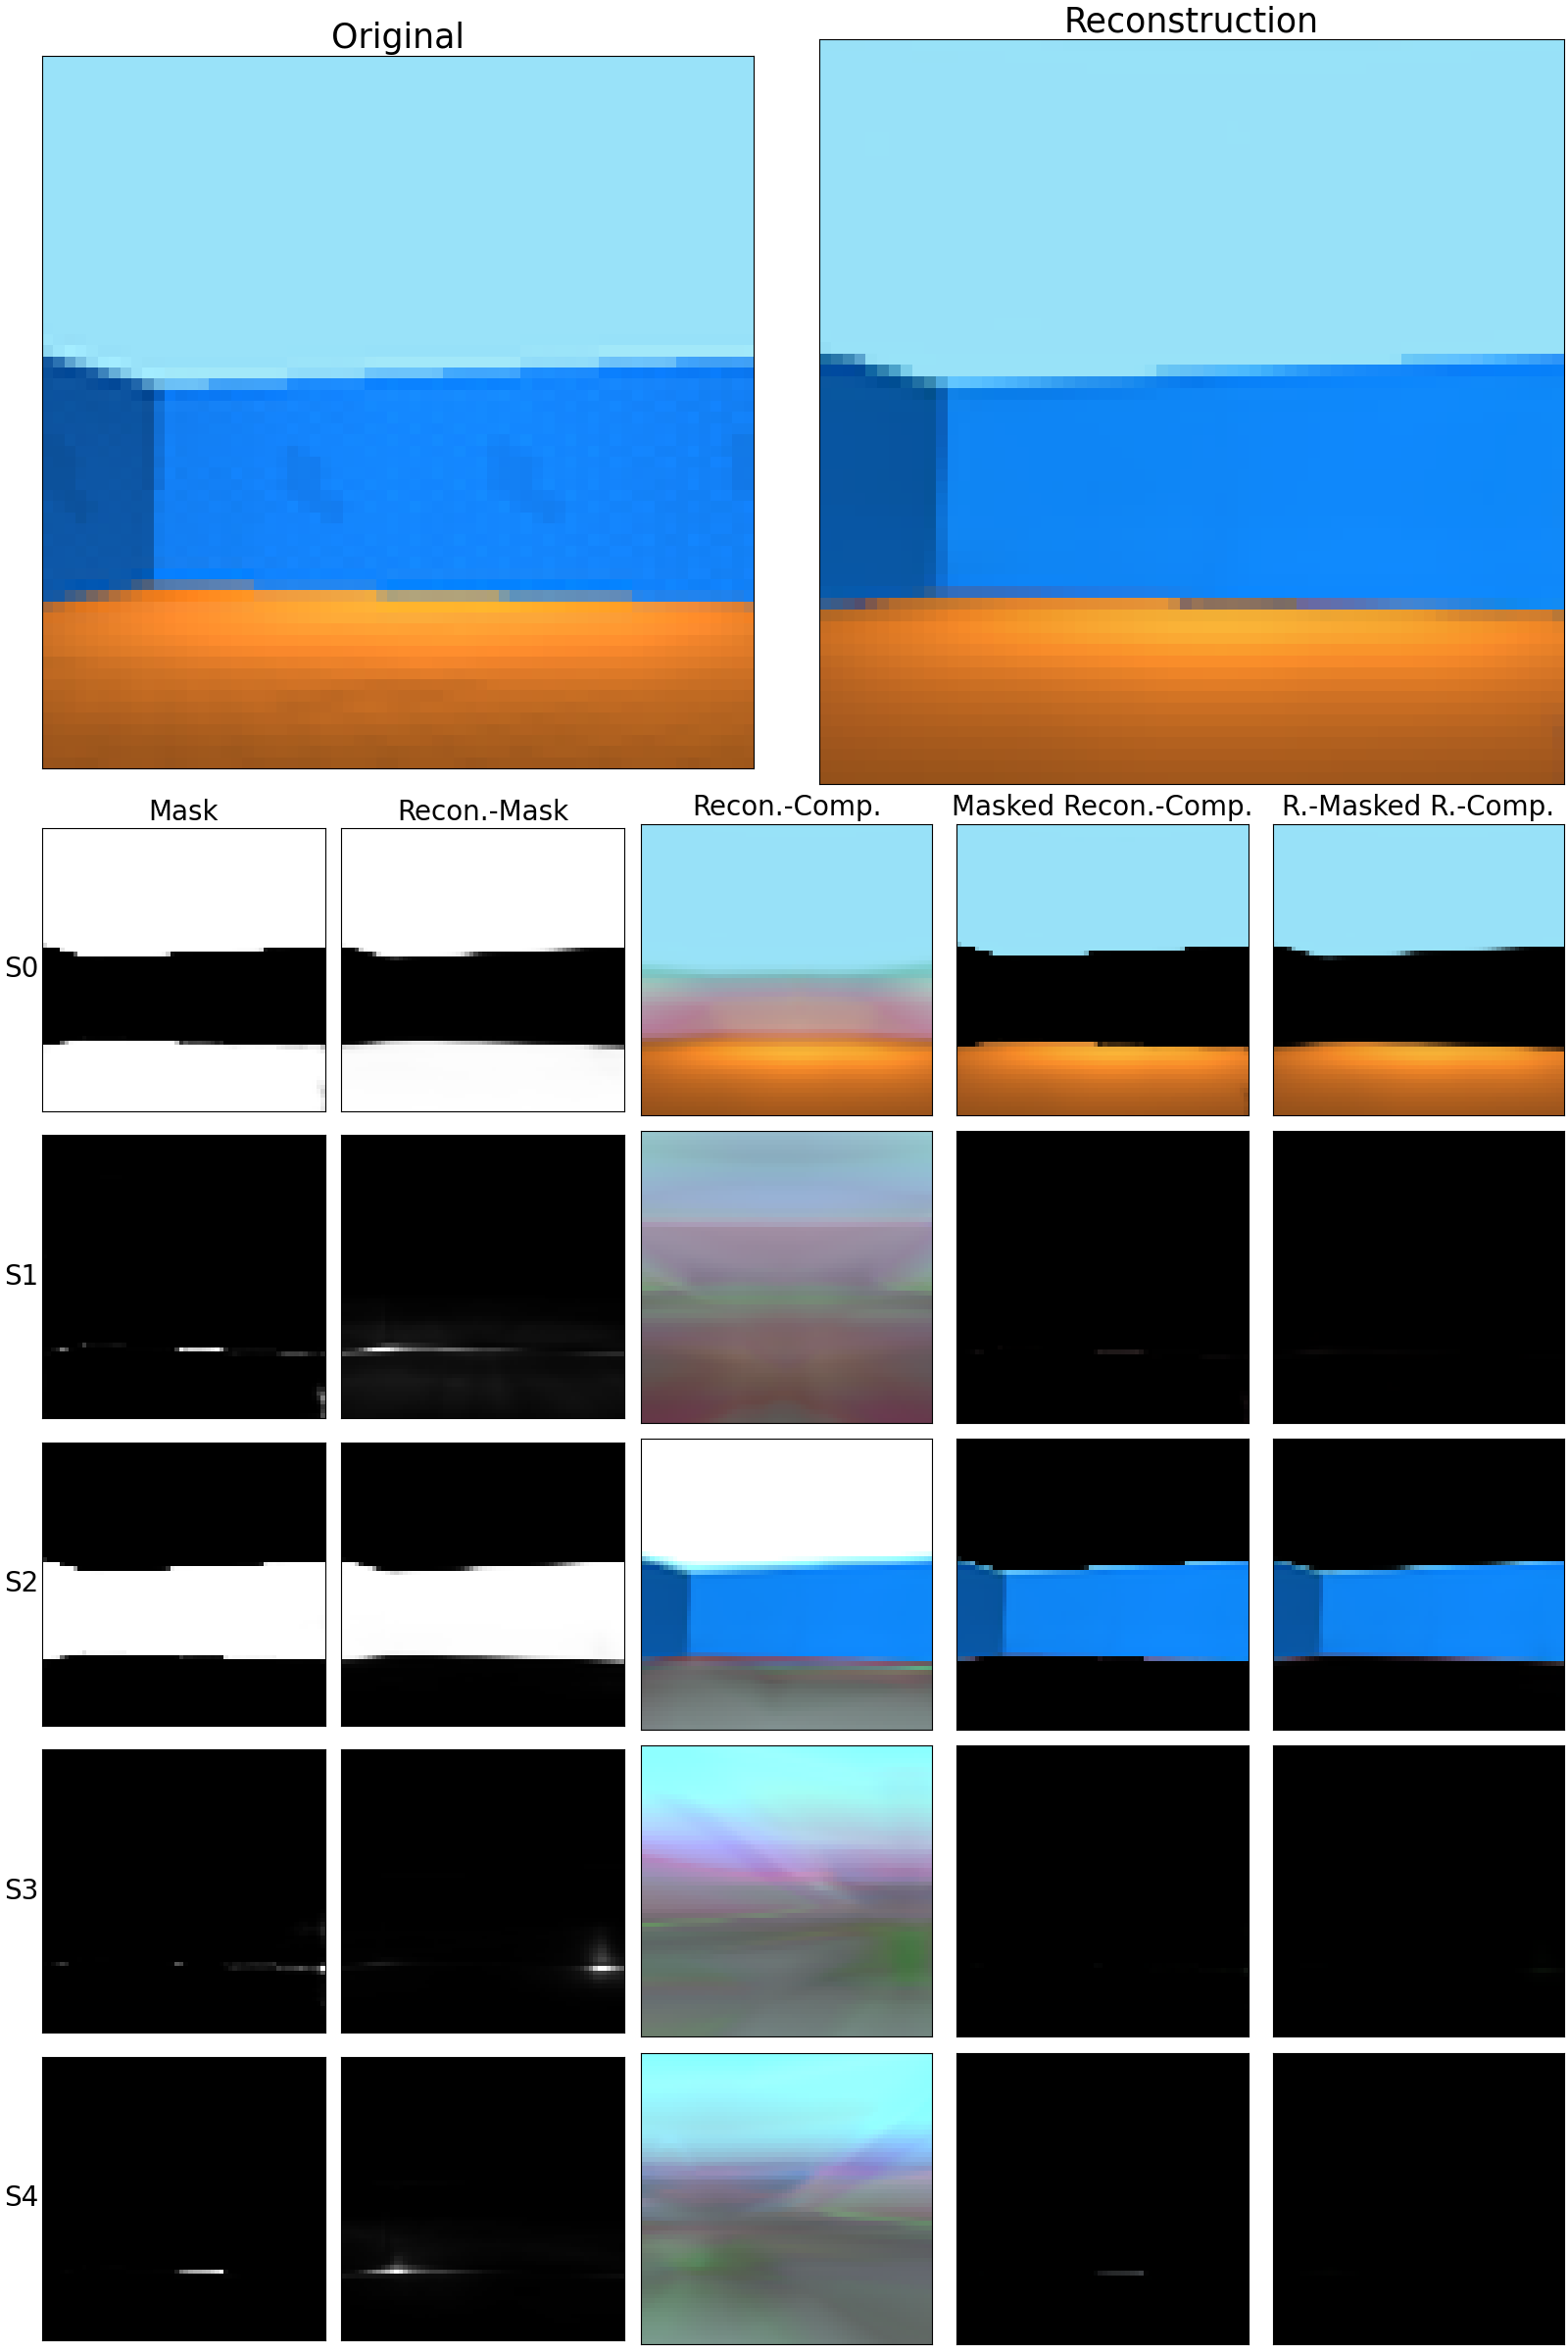 Original
Reconstruction
Mask
Recon.-Mask
Recon.-Comp.
Masked Recon.-Comp.
R.-Masked R.-Comp.
S0
S1
S2
S3
S4